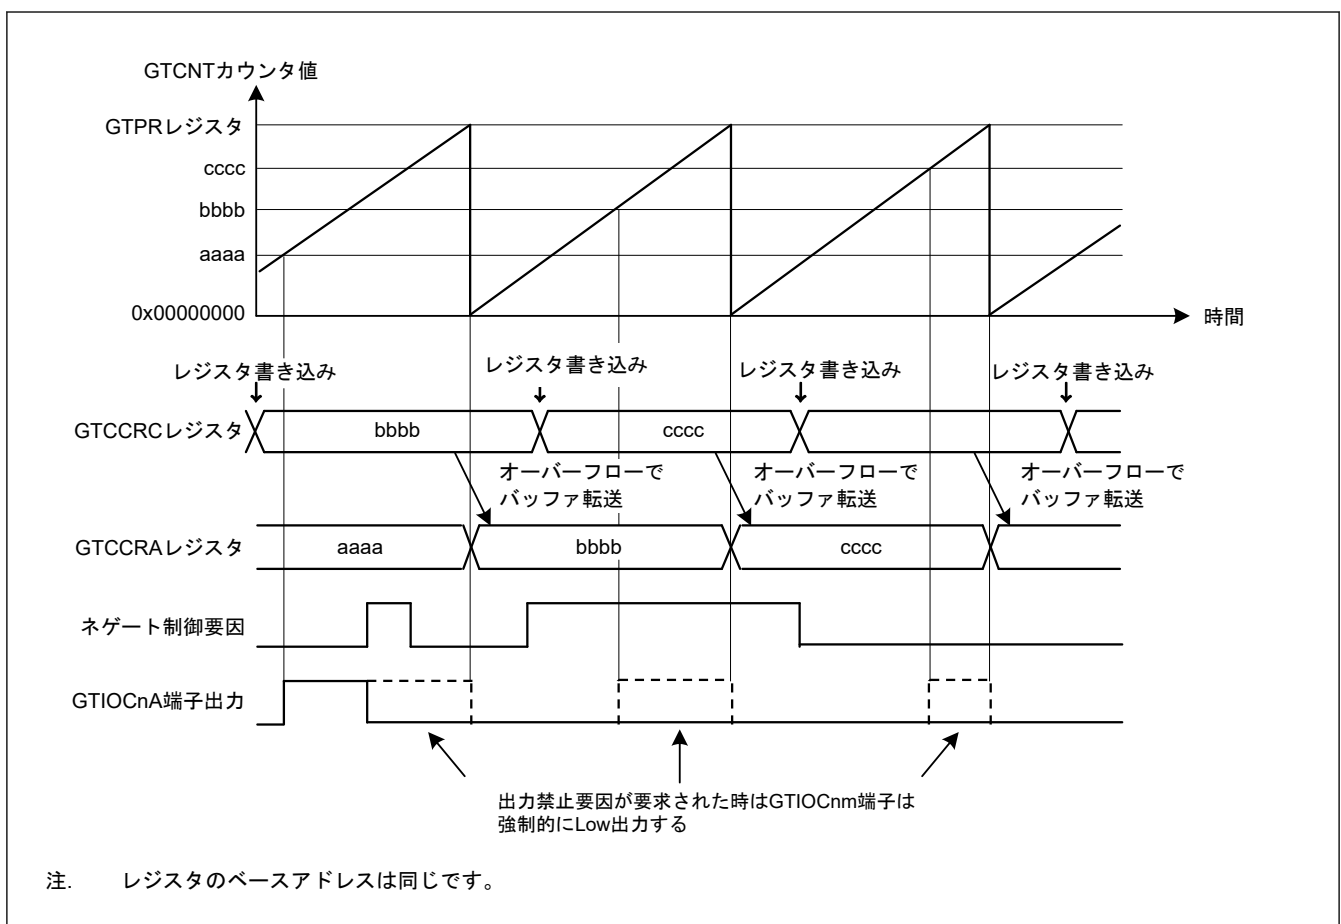 GTCNTカウンタ値
GTPRレジスタ
cccc
bbbb
aaaa
0x00000000
時間
レジスタ書き込み
レジスタ書き込み
レジスタ書き込み
レジスタ書き込み
GTCCRCレジスタ
bbbb
cccc
オーバーフローで
バッファ転送
オーバーフローで
バッファ転送
オーバーフローで
バッファ転送
GTCCRAレジスタ
aaaa
bbbb
cccc
ネゲート制御要因
GTIOCnA端子出力
出力禁止要因が要求された時はGTIOCnm端子は
強制的にLow出力する
注. レジスタのベースアドレスは同じです。